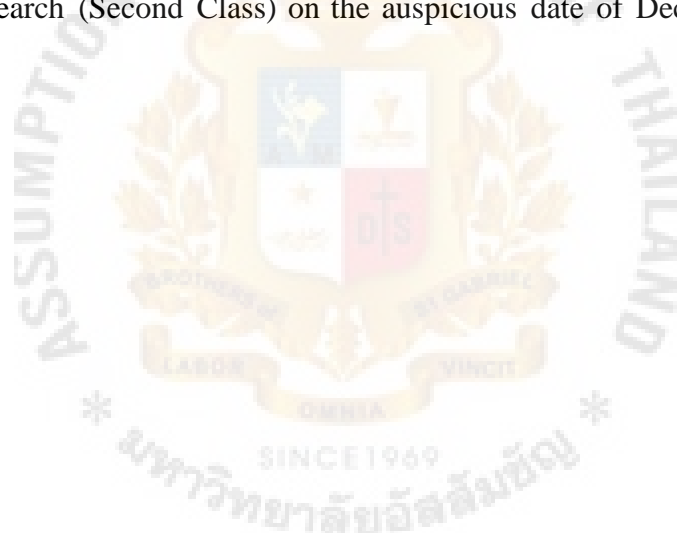 earch (Second Class) on the auspicious date of Dec
ASSUMPTIO
THAILAND
A M
D S
BROTHERS of
ST GABRIEL
LABOR
VINCIT
OMNIA
SINCE1969
* มหาวิทยาลัยอัสสัมชัญ *